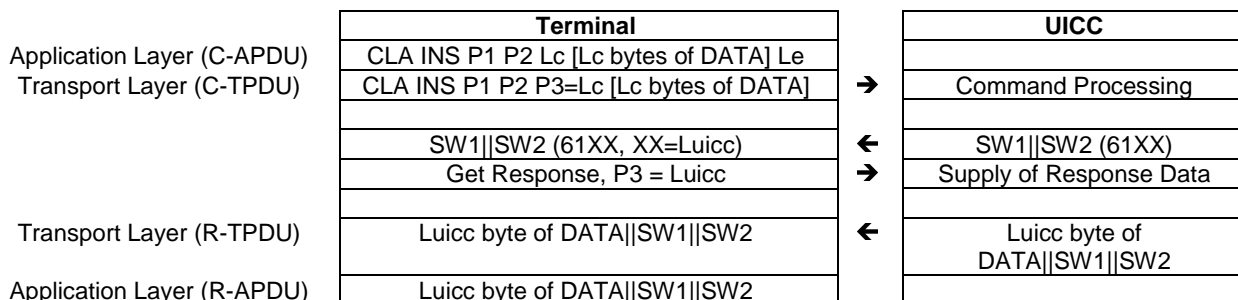 Terminal UICC
Application Layer (C-APDU) CLA INS P1 P2 Lc [Lc bytes of DATA] Le
Transport Layer (C-TPDU) CLA INS P1 P2 P3=Lc [Lc bytes of DATA] → Command Processing
SW1||SW2 (61XX, XX=Luicc) ← SW1||SW2 (61XX)
Get Response, P3 = Luicc → Supply of Response Data
Transport Layer (R-TPDU) Luicc byte of DATA||SW1||SW2 ← Luicc byte of
DATA||SW1||SW2
Application Layer (R-APDU) Luicc byte of DATA||SW1||SW2